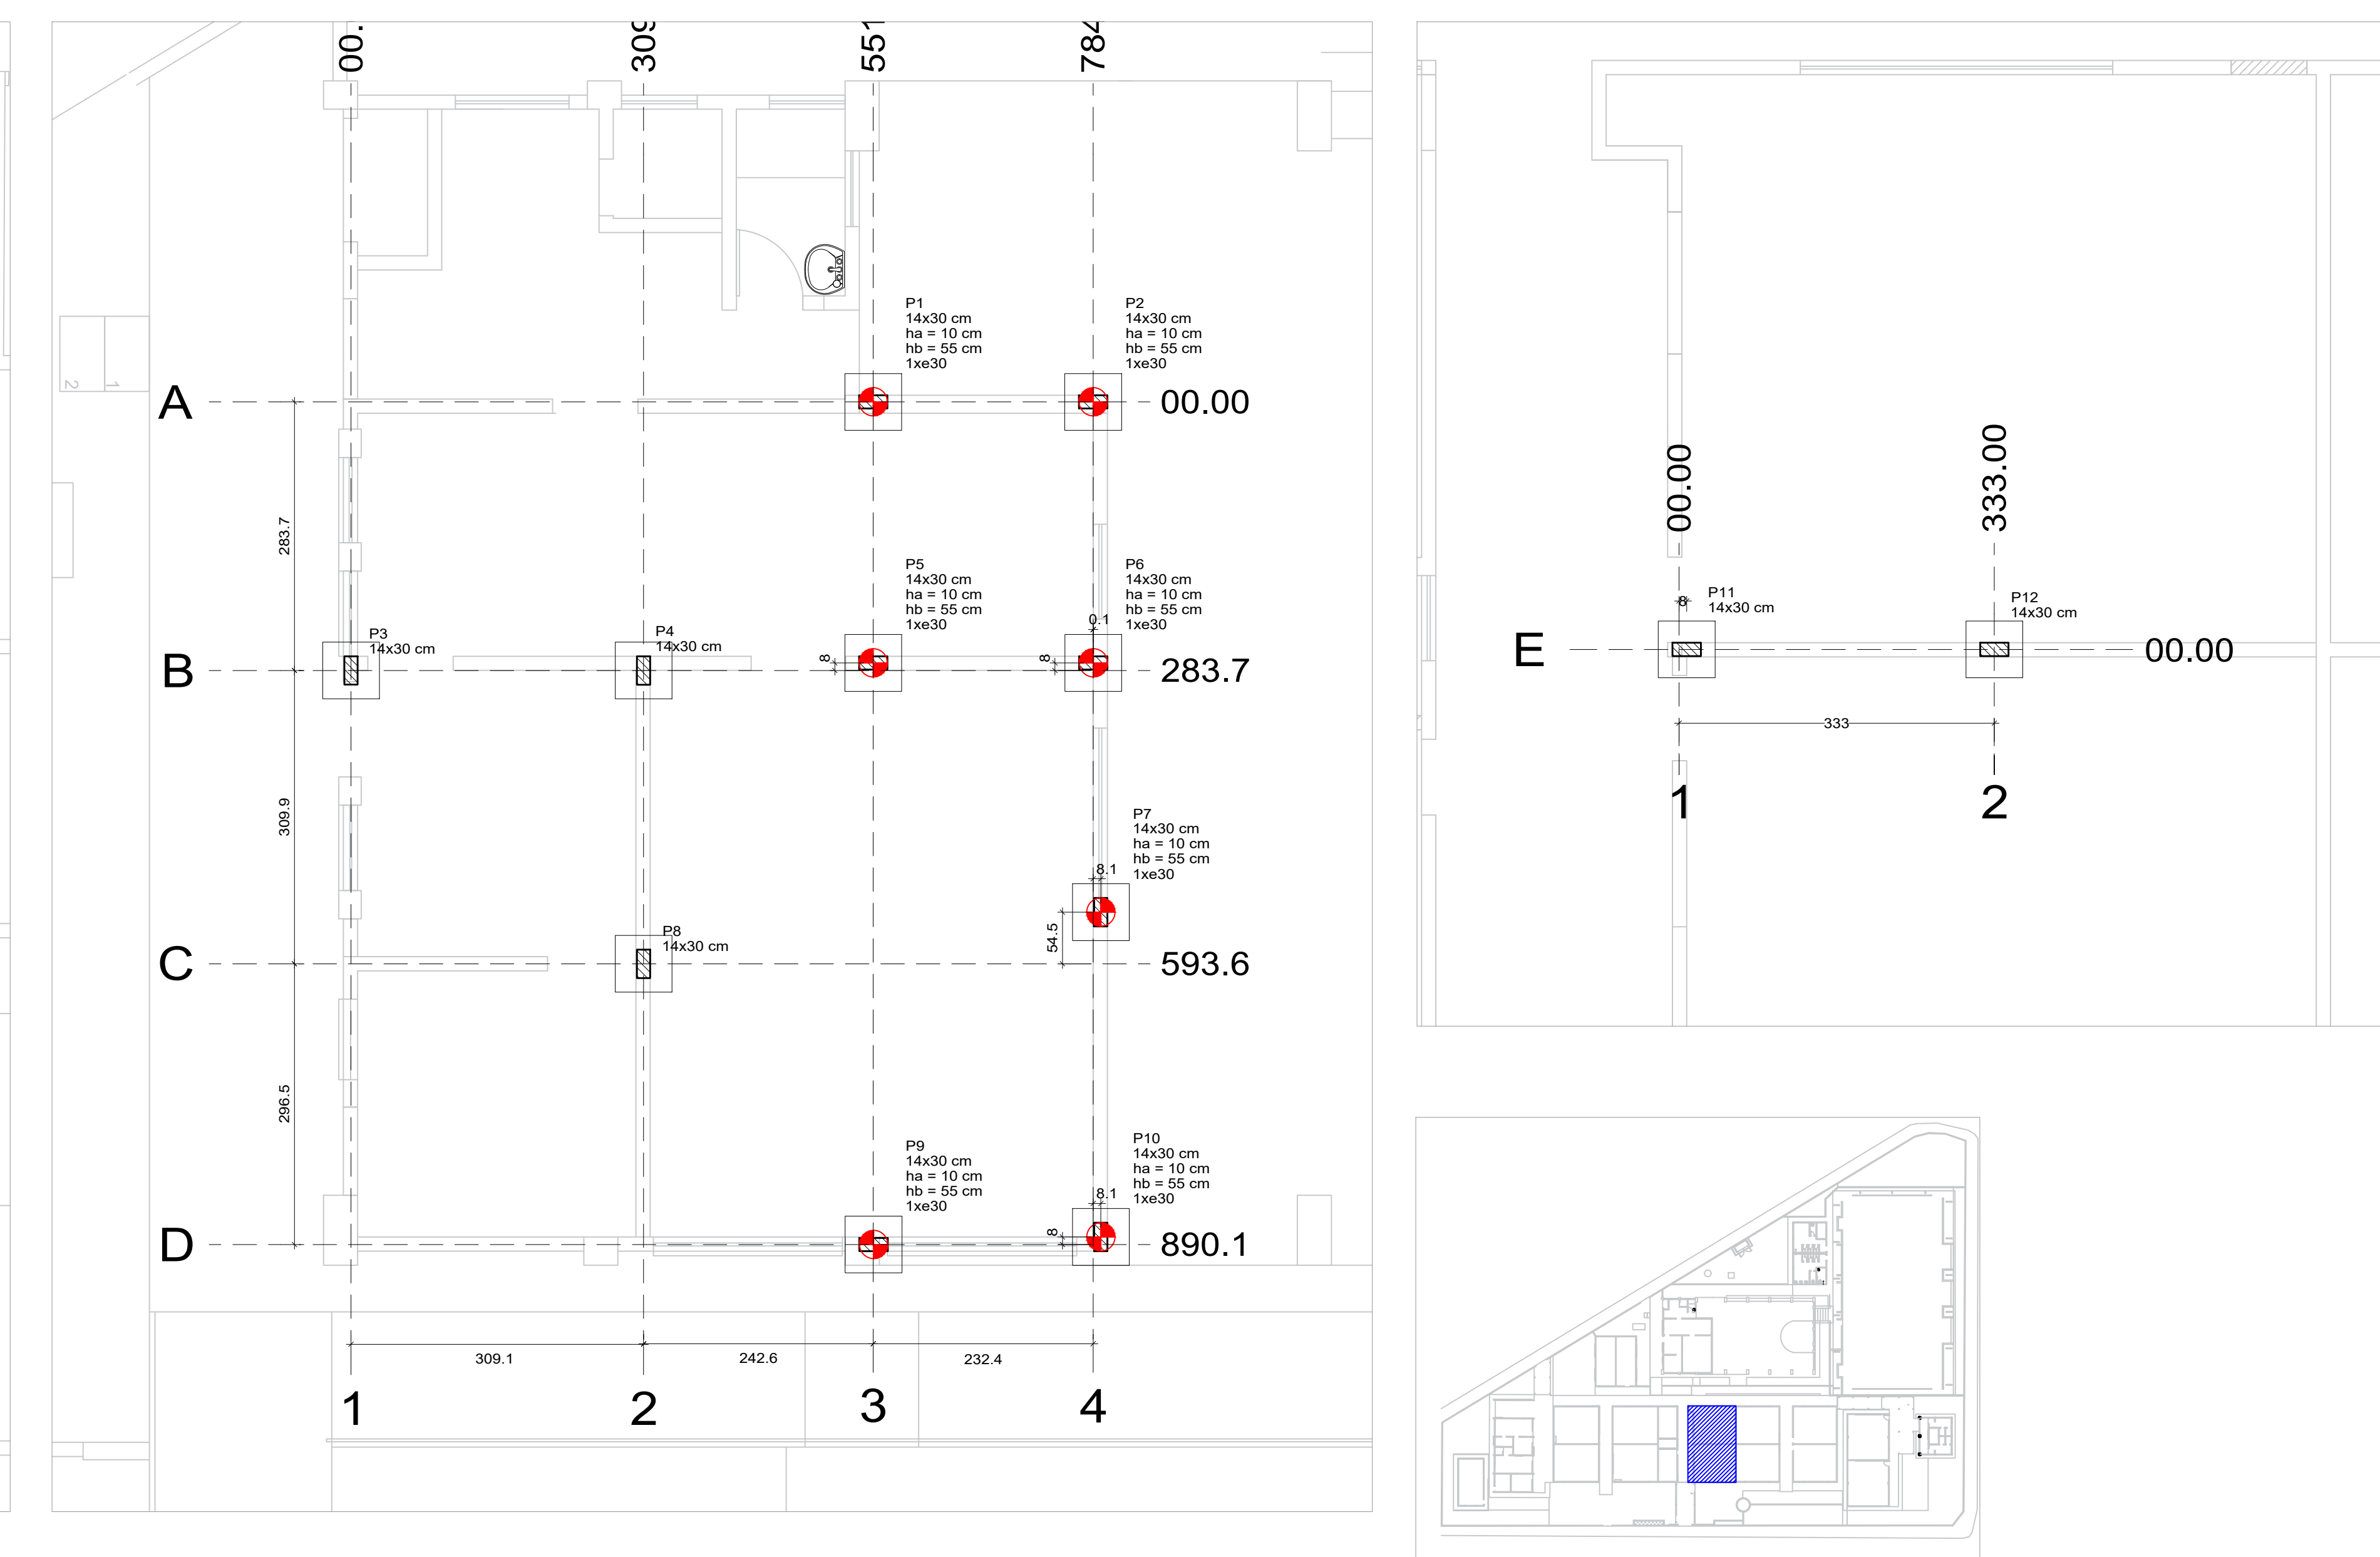 00.
309
551
784
P1
14x30 cm
ha = 10 cm
hb = 55 cm
1xe30
P2
14x30 cm
ha = 10 cm
hb = 55 cm
1xe30
2
1
A
00.00
283.7
P5
14x30 cm
ha = 10 cm
hb = 55 cm
1xe30
P6
14x30 cm
ha = 10 cm
hb = 55 cm
1xe30
0.1
P3
14x30 cm
P4
14x30 cm
8
8
B
283.7
309.9
P7
14x30 cm
ha = 10 cm
hb = 55 cm
1xe30
8.1
54.5
P8
14x30 cm
C
593.6
296.5
P9
14x30 cm
ha = 10 cm
hb = 55 cm
1xe30
P10
14x30 cm
ha = 10 cm
hb = 55 cm
1xe30
8.1
8
D
890.1
309.1
242.6
232.4
1
2
3
4
00.00
333.00
8
P11
14x30 cm
P12
14x30 cm
E
00.00
333
1
2